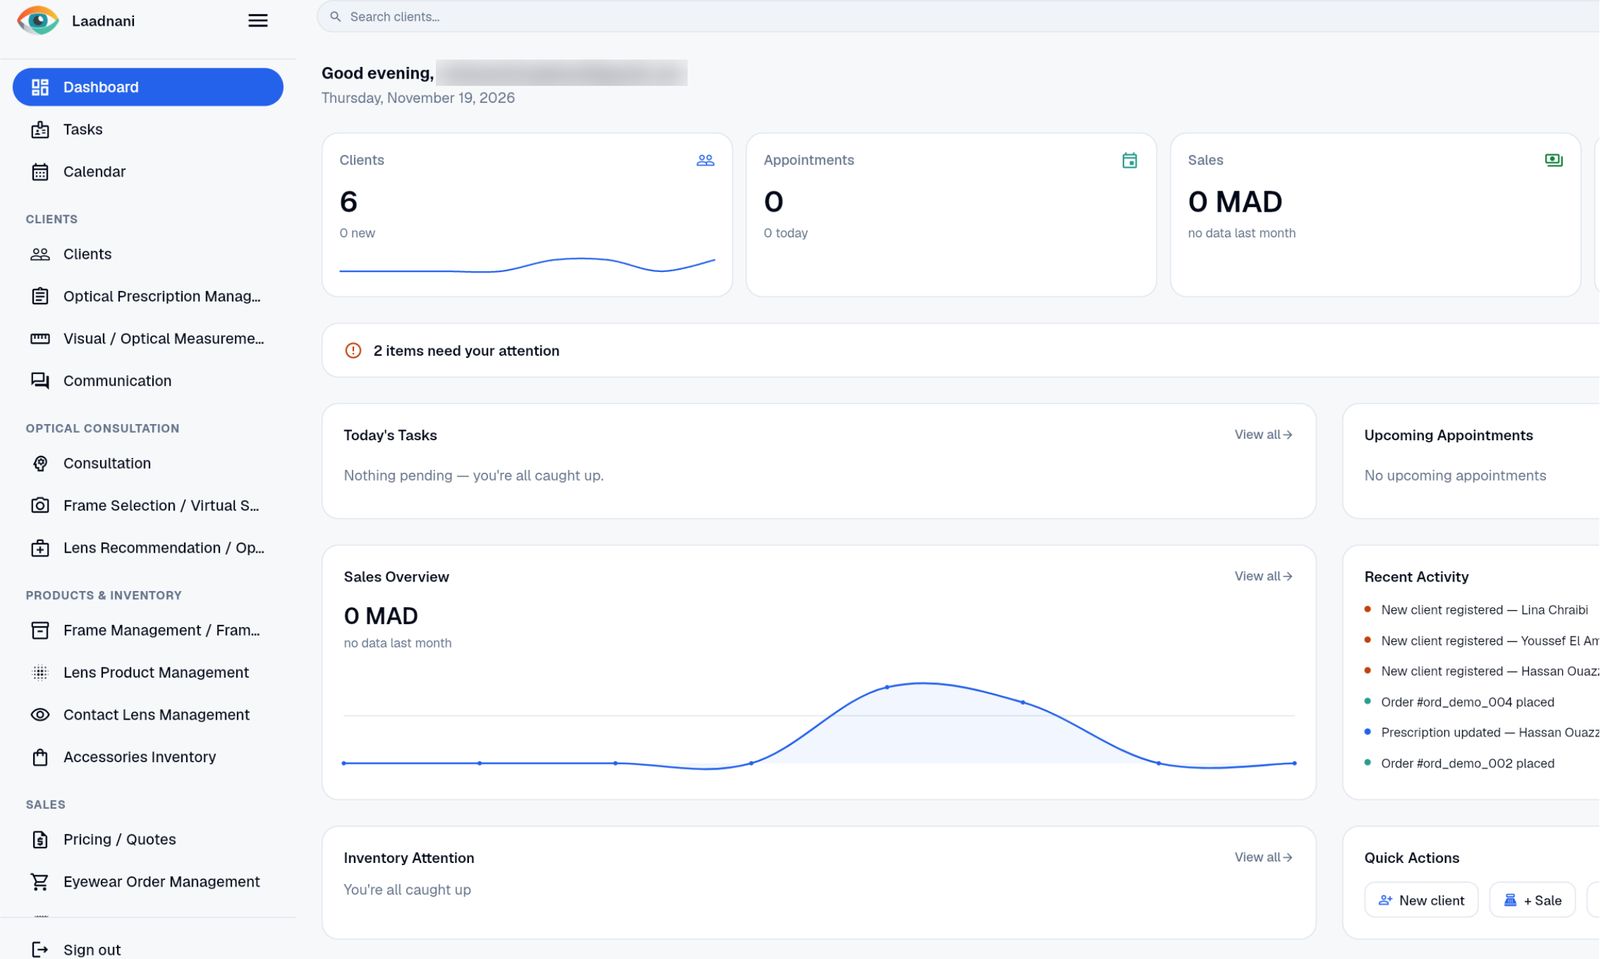 Laadnani
Search clients...
Dashboard
Tasks
Calendar
CLIENTS
Clients
Optical Prescription Manag...
Visual / Optical Measureme...
Communication
OPTICAL CONSULTATION
Consultation
Frame Selection / Virtual S...
Lens Recommendation / Op...
PRODUCTS & INVENTORY
Frame Management / Fram...
Lens Product Management
Contact Lens Management
Accessories Inventory
SALES
Pricing / Quotes
Eyewear Order Management
Sign out
Good evening,
Thursday, November 19, 2026
Clients
6
0 new
Appointments
0
0 today
Sales
0 MAD
no data last month
2 items need your attention
Today's Tasks
View all→
Nothing pending — you're all caught up.
Upcoming Appointments
No upcoming appointments
Sales Overview
View all→
0 MAD
no data last month
Recent Activity
New client registered — Lina Chraibi
New client registered — Youssef El
New client registered — Hassan
Order #ord_demo_004 placed
Prescription updated — Hassan
Order #ord_demo_002 placed
Inventory Attention
View all→
You're all caught up
Quick Actions
New client
+ Sale